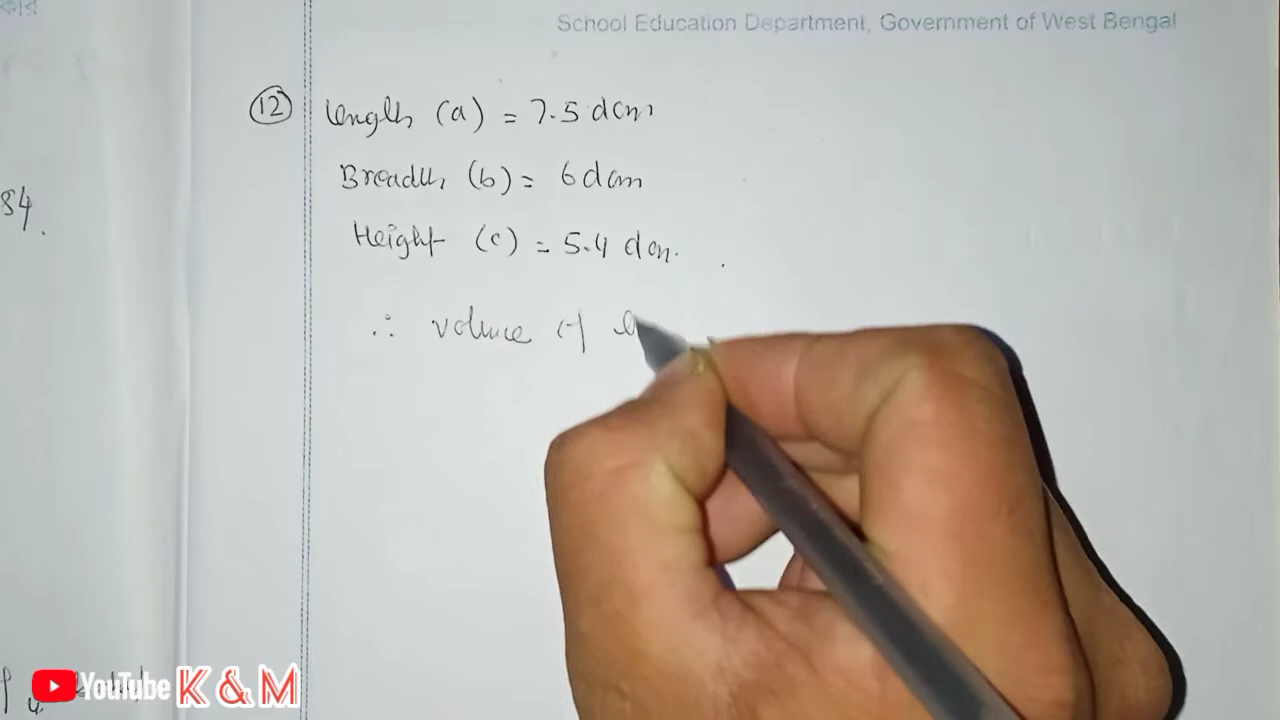 কার
School Education Department, Government of West Bengal
12 Length (a) = 7.5 dcm
Breadth (b) = 6 dcm
84.
Height (c) = 5.4 dcm.
∴ volume of
YouTube K & M